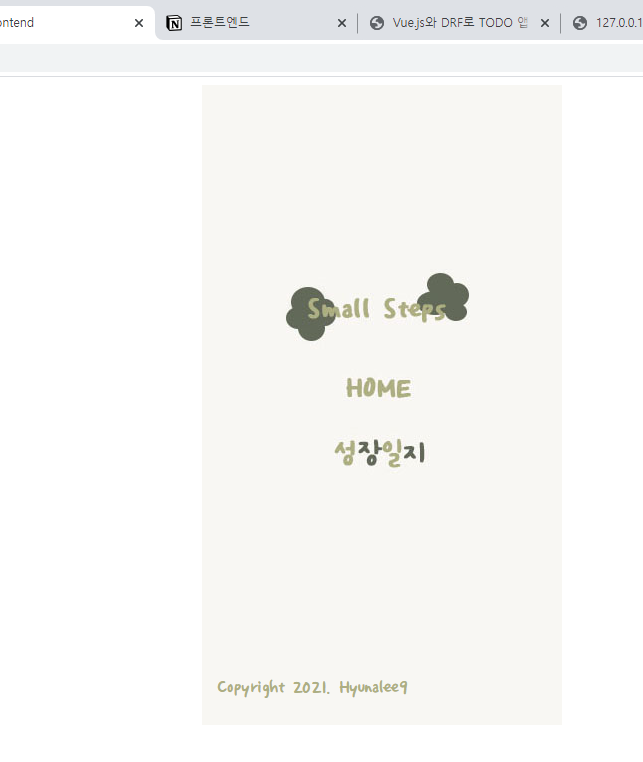 ontend
프론트엔드
Vue.js와 DRF로 TODO 앱
127.0.0.1
Small Steps
HOME
성장일지
Copyright 2021. Hyunalee9